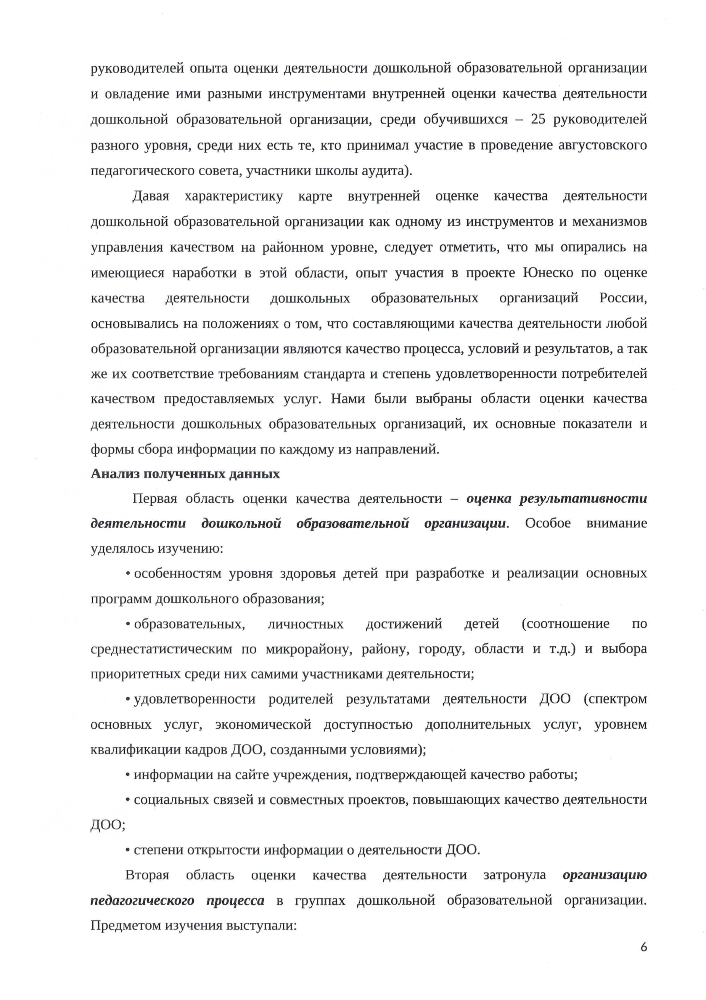 руководителей опыта оценки деятельности дошкольной образовательной организации
и овладение ими разными инструментами внутренней оценки качества деятельности
дошкольной образовательной организации, среди обучившихся – 25 руководителей
разного уровня, среди них есть те, кто принимал участие в проведение августовского
педагогического совета, участники школы аудита).
Давая характеристику карте внутренней оценке качества деятельности
дошкольной образовательной организации как одному из инструментов и механизмов
управления качеством на районном уровне, следует отметить, что мы опирались на
имеющиеся наработки в этой области, опыт участия в проекте Юнеско по оценке
качества деятельности дошкольных образовательных организаций России,
основывались на положениях о том, что составляющими качества деятельности любой
образовательной организации являются качество процесса, условий и результатов, а так
же их соответствие требованиям стандарта и степень удовлетворенности потребителей
качеством предоставляемых услуг. Нами были выбраны области оценки качества
деятельности дошкольных образовательных организаций, их основные показатели и
формы сбора информации по каждому из направлений.
Анализ полученных данных
Первая область оценки качества деятельности – оценка результативности
деятельности дошкольной образовательной организации. Особое внимание
уделялось изучению:
• особенностям уровня здоровья детей при разработке и реализации основных
программ дошкольного образования;
• образовательных, личностных достижений детей (соотношение по
среднестатистическим по микрорайону, району, городу, области и т.д.) и выбора
приоритетных среди них самими участниками деятельности;
• удовлетворенности родителей результатами деятельности ДОО (спектром
основных услуг, экономической доступностью дополнительных услуг, уровнем
квалификации кадров ДОО, созданными условиями);
• информации на сайте учреждения, подтверждающей качество работы;
• социальных связей и совместных проектов, повышающих качество деятельности
ДОО;
• степени открытости информации о деятельности ДОО.
Вторая область оценки качества деятельности затронула организацию
педагогического процесса в группах дошкольной образовательной организации.
Предметом изучения выступали:
6